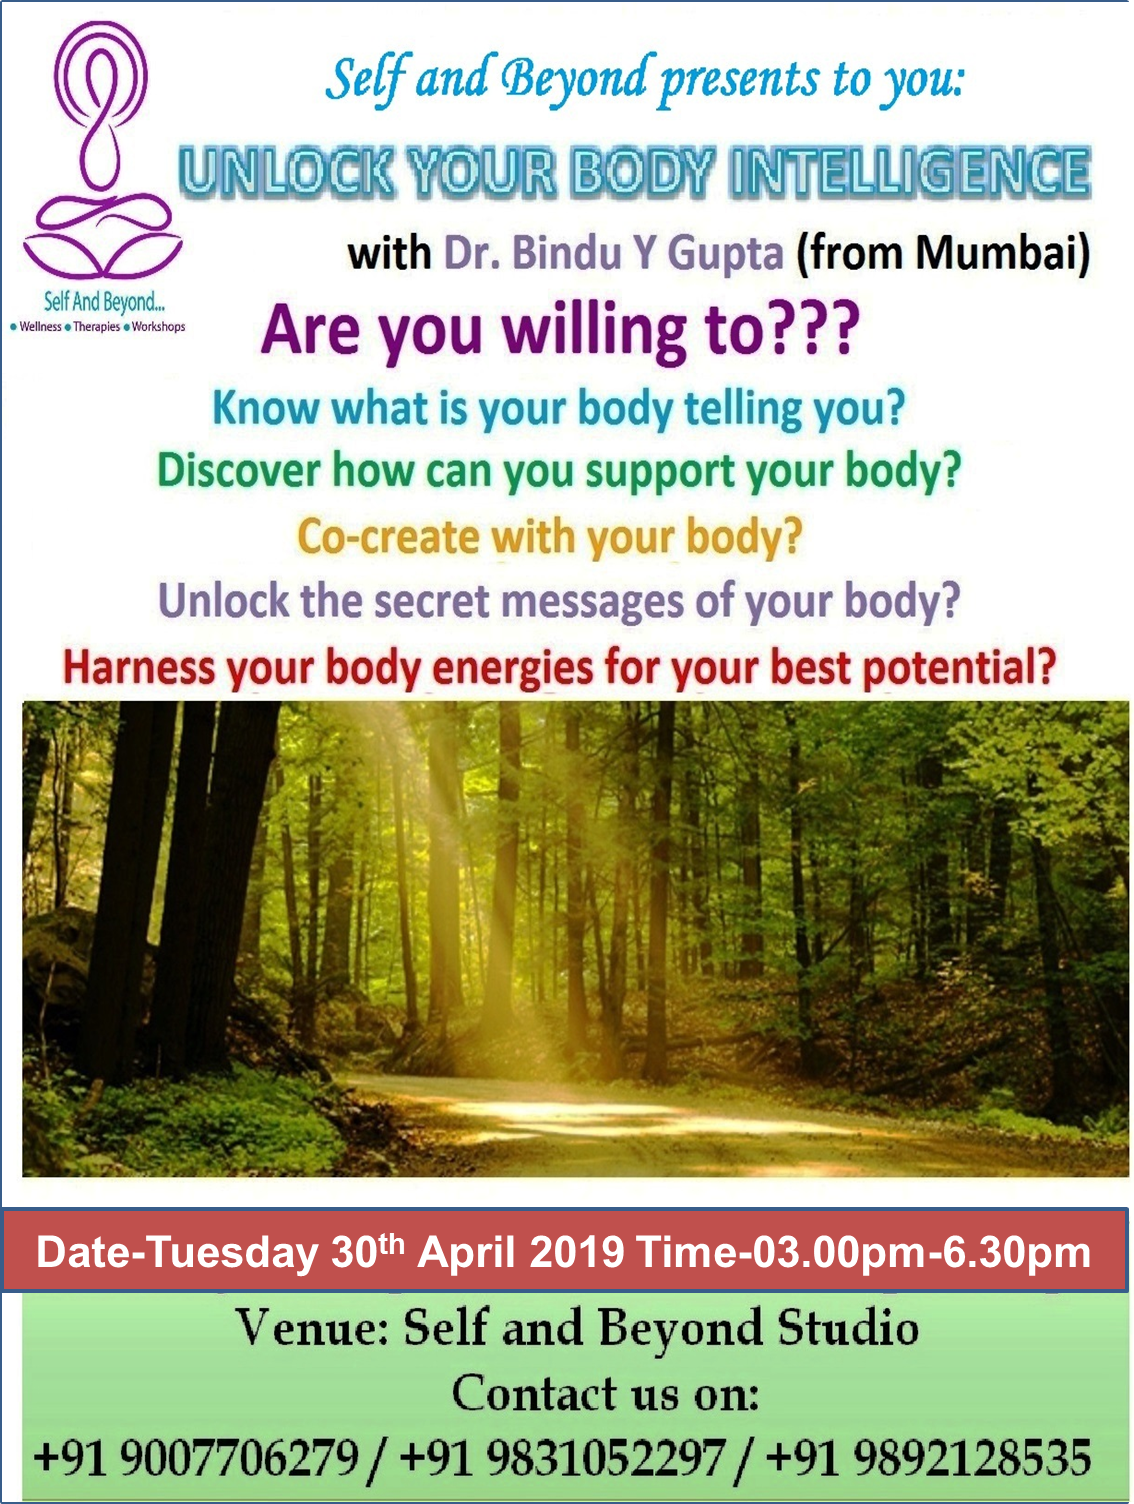 Self and Beyond presents to you:
UNLOCK YOUR BODY INTELLIGENCE
with Dr. Bindu Y Gupta (from Mumbai)
Self And Beyond...
• Wellness • Therapies • Workshops
Are you willing to???
Know what is your body telling you?
Discover how can you support your body?
Co-create with your body?
Unlock the secret messages of your body?
Harness your body energies for your best potential?
Date-Tuesday 30th April 2019 Time-03.00pm-6.30pm
Venue: Self and Beyond Studio
Contact us on:
+91 9007706279 / +91 9831052297 / +91 9892128535